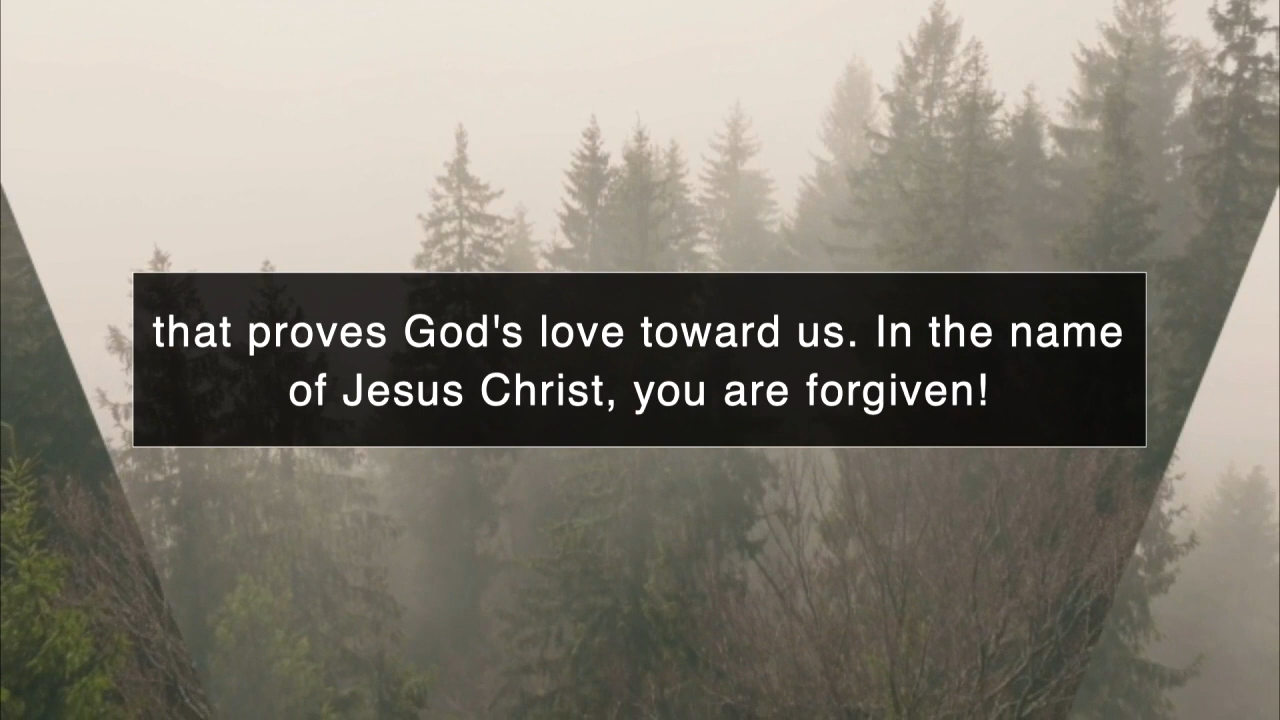 that proves God's love toward us. In the name
of Jesus Christ, you are forgiven!